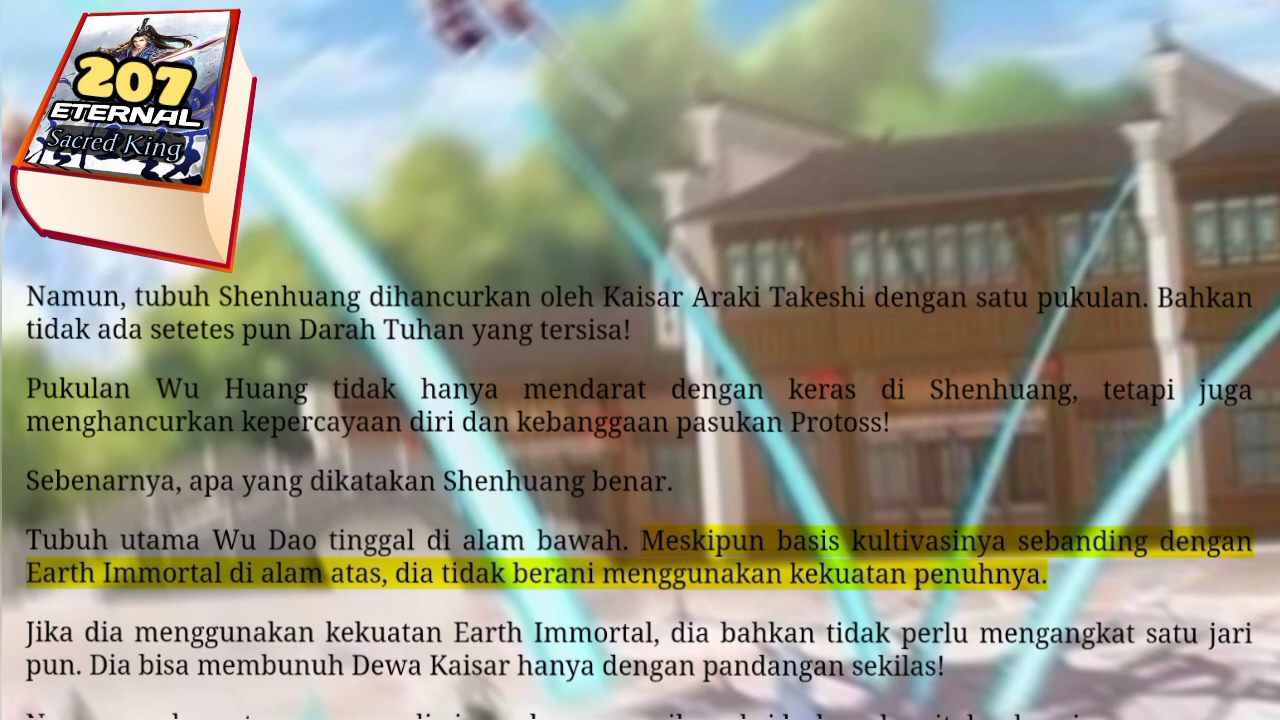 207
ETERNAL
Sacred King
Namun, tubuh Shenhuang dihancurkan oleh Kaisar Araki Takeshi dengan satu pukulan. Bahkan
tidak ada setetes pun Darah Tuhan yang tersisa!
Pukulan Wu Huang tidak hanya mendarat dengan keras di Shenhuang, tetapi juga
menghancurkan kepercayaan diri dan kebanggaan pasukan Protoss!
Sebenarnya, apa yang dikatakan Shenhuang benar.
Tubuh utama Wu Dao tinggal di alam bawah. Meskipun basis kultivasinya sebanding dengan
Earth Immortal di alam atas, dia tidak berani menggunakan kekuatan penuhnya.
Jika dia menggunakan kekuatan Earth Immortal, dia bahkan tidak perlu mengangkat satu jari
pun. Dia bisa membunuh Dewa Kaisar hanya dengan pandangan sekilas!